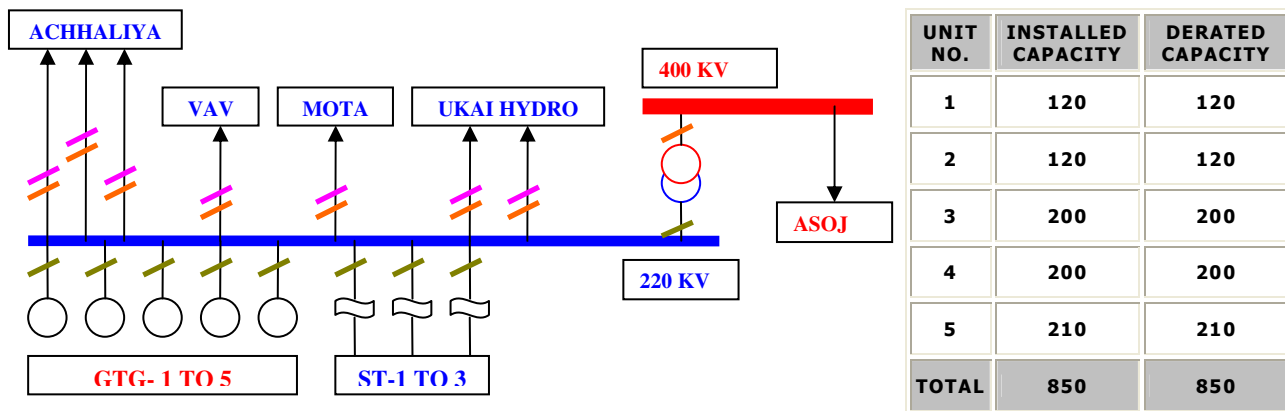 ACHHALIYA
VAV
MOTA
UKAI HYDRO
400 KV
ASOJ
220 KV
GTG- 1 TO 5
ST-1 TO 3
UNIT NO. INSTALLED CAPACITY DERATED CAPACITY
1 120 120
2 120 120
3 200 200
4 200 200
5 210 210
TOTAL 850 850